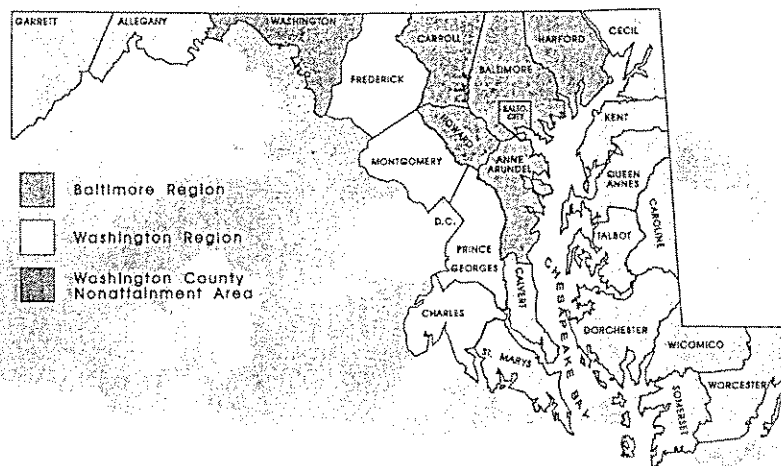 GARRETT
ALLEGANY
WASHINGTON
FREDERICK
CARROLL
BALTIMORE
HARFORD
CECIL
BALTO.
CITY
KENT
HOWARD
MONTGOMERY
ANNE
ARUNDEL
QUEEN
ANNES
CAROLINE
TALBOT
D.C.
PRINCE
GEORGES
CALVERT
CHARLES
ST. MARYS
CHESAPEAKE BAY
DORCHESTER
WICOMICO
SOMERSET
WORCESTER
Baltimore Region
Washington Region
Washington County
Nonattainment Area